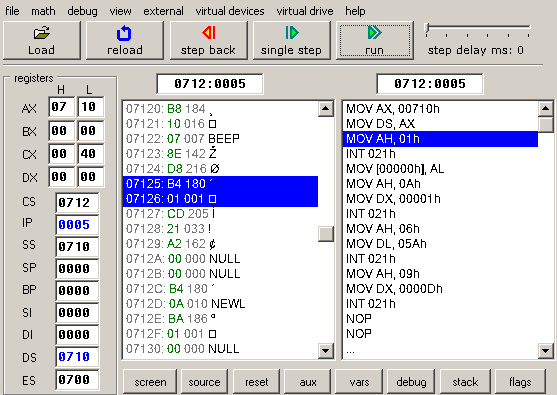 file math debug view external virtual devices virtual drive help
Load reload step back single step run step delay ms: 0
registers
H L
AX 07 10
BX 00 00
CX 00 40
DX 00 00
CS 0712
IP 0005
SS 0710
SP 0000
BP 0000
SI 0000
DI 0000
DS 0710
ES 0700
0712:0005
07120: B8 184 ¸
07121: 10 016 □
07122: 07 007 BEEP
07123: 8E 142 Ž
07124: D8 216 Ø
07125: B4 180 ´
07126: 01 001 □
07127: CD 205 Í
07128: 21 033 !
07129: A2 162 ¢
0712A: 00 000 NULL
0712B: 00 000 NULL
0712C: B4 180 ´
0712D: 0A 010 NEWL
0712E: BA 186 º
0712F: 01 001 □
07130: 00 000 NULL
0712:0005
MOV AX, 00710h
MOV DS, AX
MOV AH, 01h
INT 021h
MOV [00000h], AL
MOV AH, 0Ah
MOV DX, 00001h
INT 021h
MOV AH, 06h
MOV DL, 05Ah
INT 021h
MOV AH, 09h
MOV DX, 0000Dh
INT 021h
NOP
NOP
...
screen source reset aux vars debug stack flags